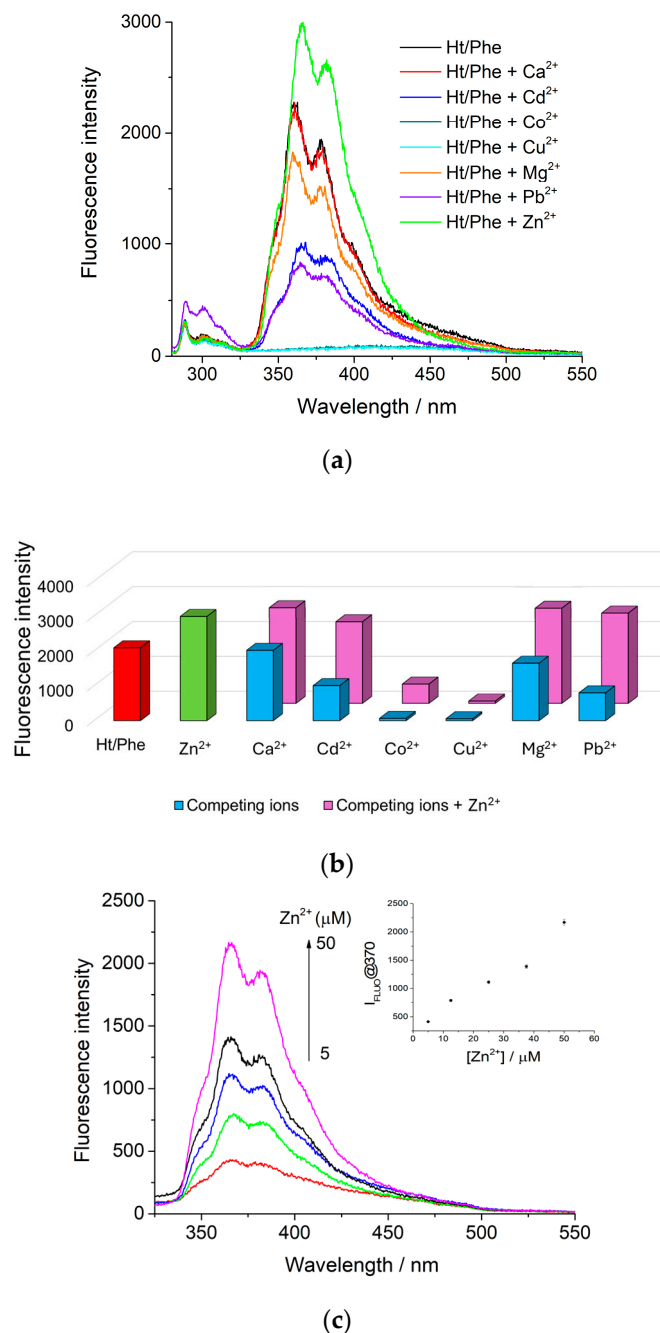 3000
2000
1000
0
Fluorescence intensity
Ht/Phe
Ht/Phe + Ca²⁺
Ht/Phe + Cd²⁺
Ht/Phe + Co²⁺
Ht/Phe + Cu²⁺
Ht/Phe + Mg²⁺
Ht/Phe + Pb²⁺
Ht/Phe + Zn²⁺
300 350 400 450 500 550
Wavelength / nm
(a)
Fluorescence intensity
4000
3000
2000
1000
0
Ht/Phe Zn²⁺ Ca²⁺ Cd²⁺ Co²⁺ Cu²⁺ Mg²⁺ Pb²⁺
Competing ions Competing ions + Zn²⁺
(b)
2500
2000
1500
1000
500
0
Fluorescence intensity
Zn²⁺ (μM)
50
5
2500
2000
1500
1000
500
I_FLUO@370
0 10 20 30 40 50 60
[Zn²⁺] / μM
350 400 450 500 550
Wavelength / nm
(c)